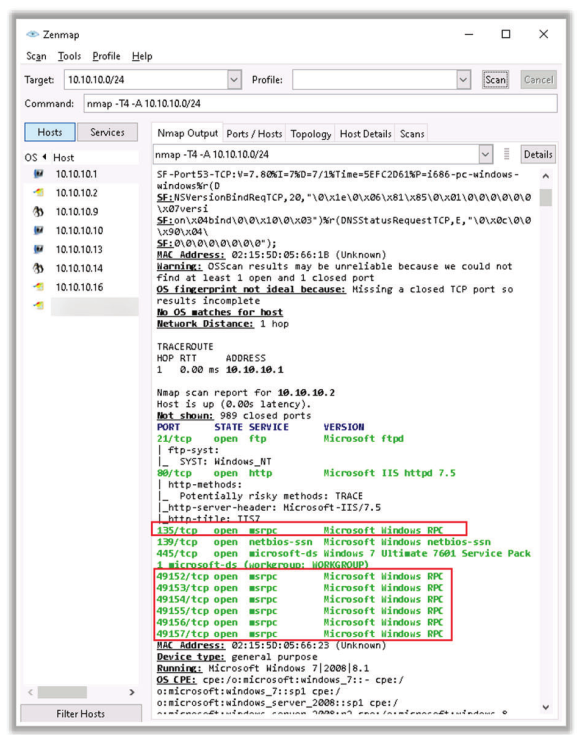 Zenmap
Scan Tools Profile Help
Target: 10.10.10.0/24 Profile: Scan Cancel
Command: nmap -T4 -A 10.10.10.0/24
Hosts Services
Nmap Output Ports / Hosts Topology Host Details Scans
OS Host
nmap -T4 -A 10.10.10.0/24 Details
10.10.10.1
10.10.10.2
10.10.10.9
10.10.10.10
10.10.10.13
10.10.10.14
10.10.10.16
SF-Port53-TCP:V=7.80%I=7%D=7/1%Time=5EFC2D61%P=i686-pc-windows-
windows%r(D
SF:NSVersionBindReqTCP,20,"\0\x1e\0\x06\x81\x85\0\x01\0\0\0\0\0\0
\x07versi
SF:on\x04bind\0\0\x10\0\x03")%r(DNSStatusRequestTCP,E,"\0\x0c\0\0
\x90\x04\
SF:0\0\0\0\0\0\0\0");
MAC Address: 02:15:5D:05:66:1B (Unknown)
Warning: OSScan results may be unreliable because we could not
find at least 1 open and 1 closed port
OS fingerprint not ideal because: Missing a closed TCP port so
results incomplete
No OS matches for host
Network Distance: 1 hop
TRACEROUTE
HOP RTT ADDRESS
1 0.00 ms 10.10.10.1
Nmap scan report for 10.10.10.2
Host is up (0.00s latency).
Not shown: 989 closed ports
PORT STATE SERVICE VERSION
21/tcp open ftp Microsoft ftpd
| ftp-syst:
|_ SYST: Windows_NT
80/tcp open http Microsoft IIS httpd 7.5
| http-methods:
|_ Potentially risky methods: TRACE
|_http-server-header: Microsoft-IIS/7.5
|_http-title: IIS7
135/tcp open msrpc Microsoft Windows RPC
139/tcp open netbios-ssn Microsoft Windows netbios-ssn
445/tcp open microsoft-ds Windows 7 Ultimate 7601 Service Pack
1 microsoft-ds (workgroup: WORKGROUP)
49152/tcp open msrpc Microsoft Windows RPC
49153/tcp open msrpc Microsoft Windows RPC
49154/tcp open msrpc Microsoft Windows RPC
49155/tcp open msrpc Microsoft Windows RPC
49156/tcp open msrpc Microsoft Windows RPC
49157/tcp open msrpc Microsoft Windows RPC
MAC Address: 02:15:5D:05:66:23 (Unknown)
Device type: general purpose
Running: Microsoft Windows 7|2008|8.1
OS CPE: cpe:/o:microsoft:windows_7::- cpe:/
o:microsoft:windows_7::sp1 cpe:/
o:microsoft:windows_server_2008::sp1 cpe:/
Filter Hosts